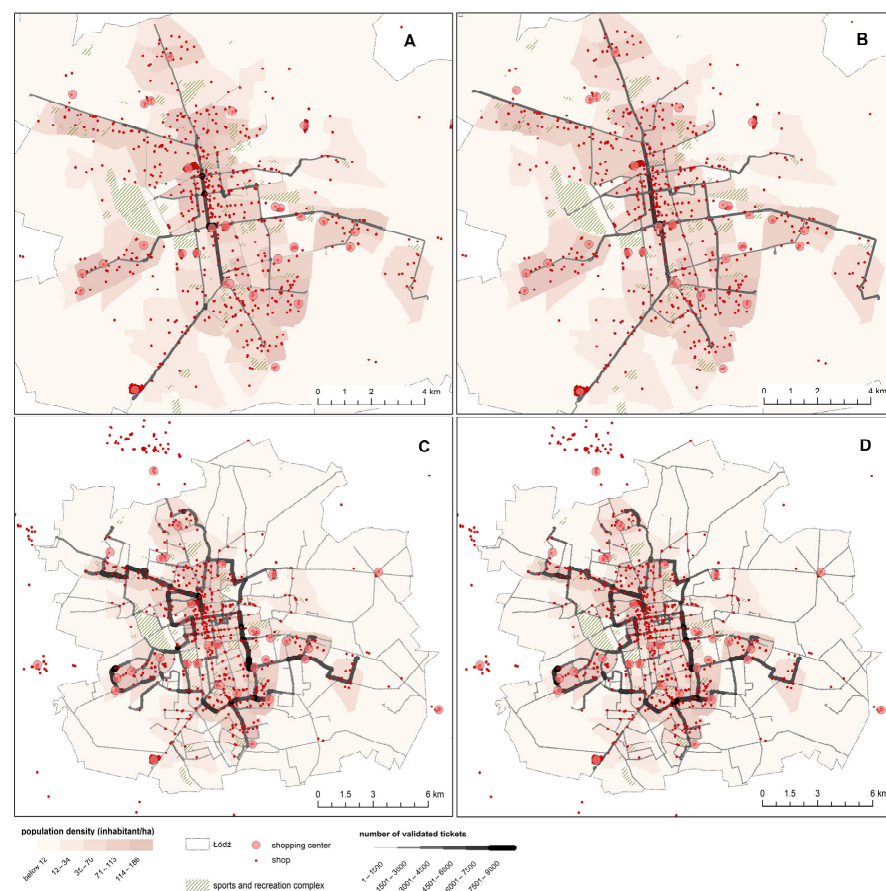 A
B
0 2 4 km
0 1 2 4 km
C
D
0 1.5 3 6 km
0 1.5 3 6 km
population density (inhabitant/ha)
below 12
12–34
35–70
71–113
114–186
Łódź
shopping center
shop
sports and recreation complex
number of validated tickets
1–1500
1501–3000
3001–4500
4501–6000
6001–7500
7501–9000